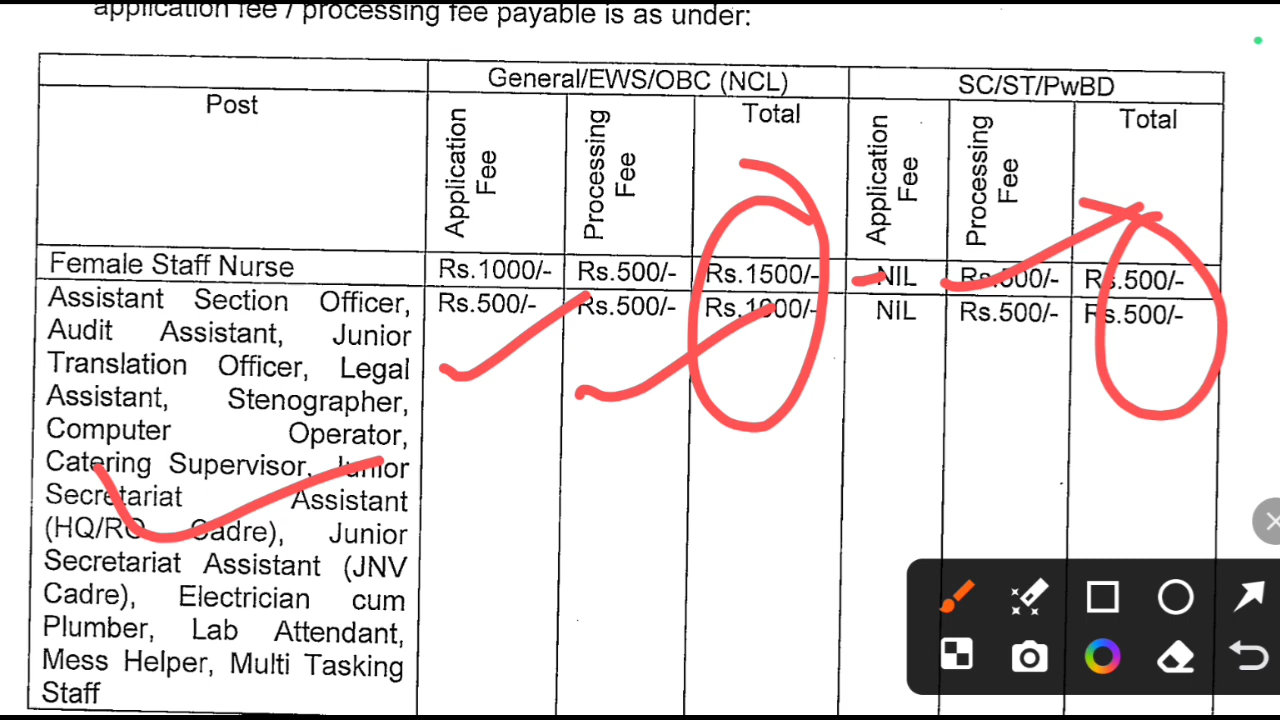 application fee / processing fee payable is as under:
General/EWS/OBC (NCL) SC/ST/PwBD
Post Application Fee Processing Fee Total Application Fee Processing Fee Total
Female Staff Nurse Rs.1000/- Rs.500/- Rs.1500/- NIL Rs.500/- Rs.500/-
Assistant Section Officer, Rs.500/- Rs.500/- Rs.1000/- NIL Rs.500/- Rs.500/-
Audit Assistant, Junior
Translation Officer, Legal
Assistant, Stenographer,
Computer Operator,
Catering Supervisor, Junior
Secretariat Assistant
(HQ/RO Cadre), Junior
Secretariat Assistant (JNV
Cadre), Electrician cum
Plumber, Lab Attendant,
Mess Helper, Multi Tasking
Staff